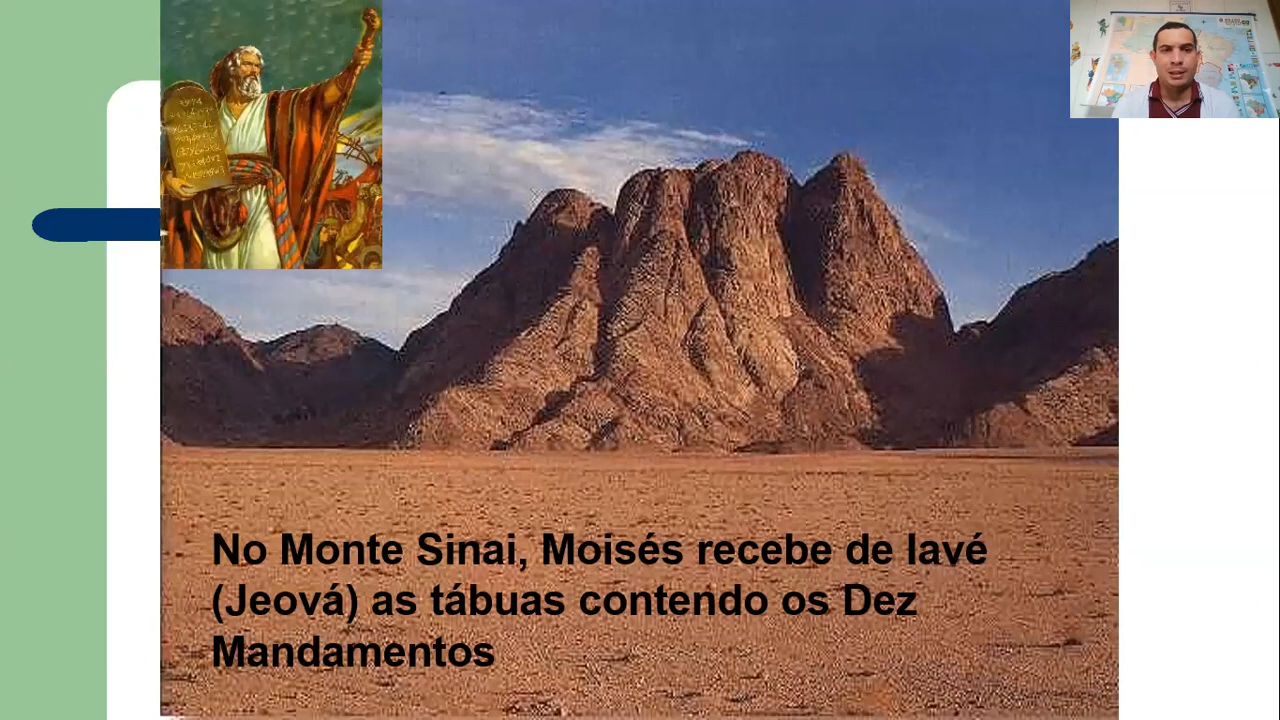 No Monte Sinai, Moisés recebe de Iavé
(Jeová) as tábuas contendo os Dez
Mandamentos